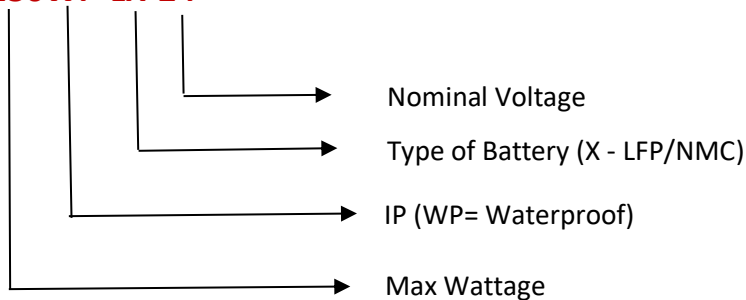 Nominal Voltage
Type of Battery (X - LFP/NMC)
IP (WP= Waterproof)
Max Wattage